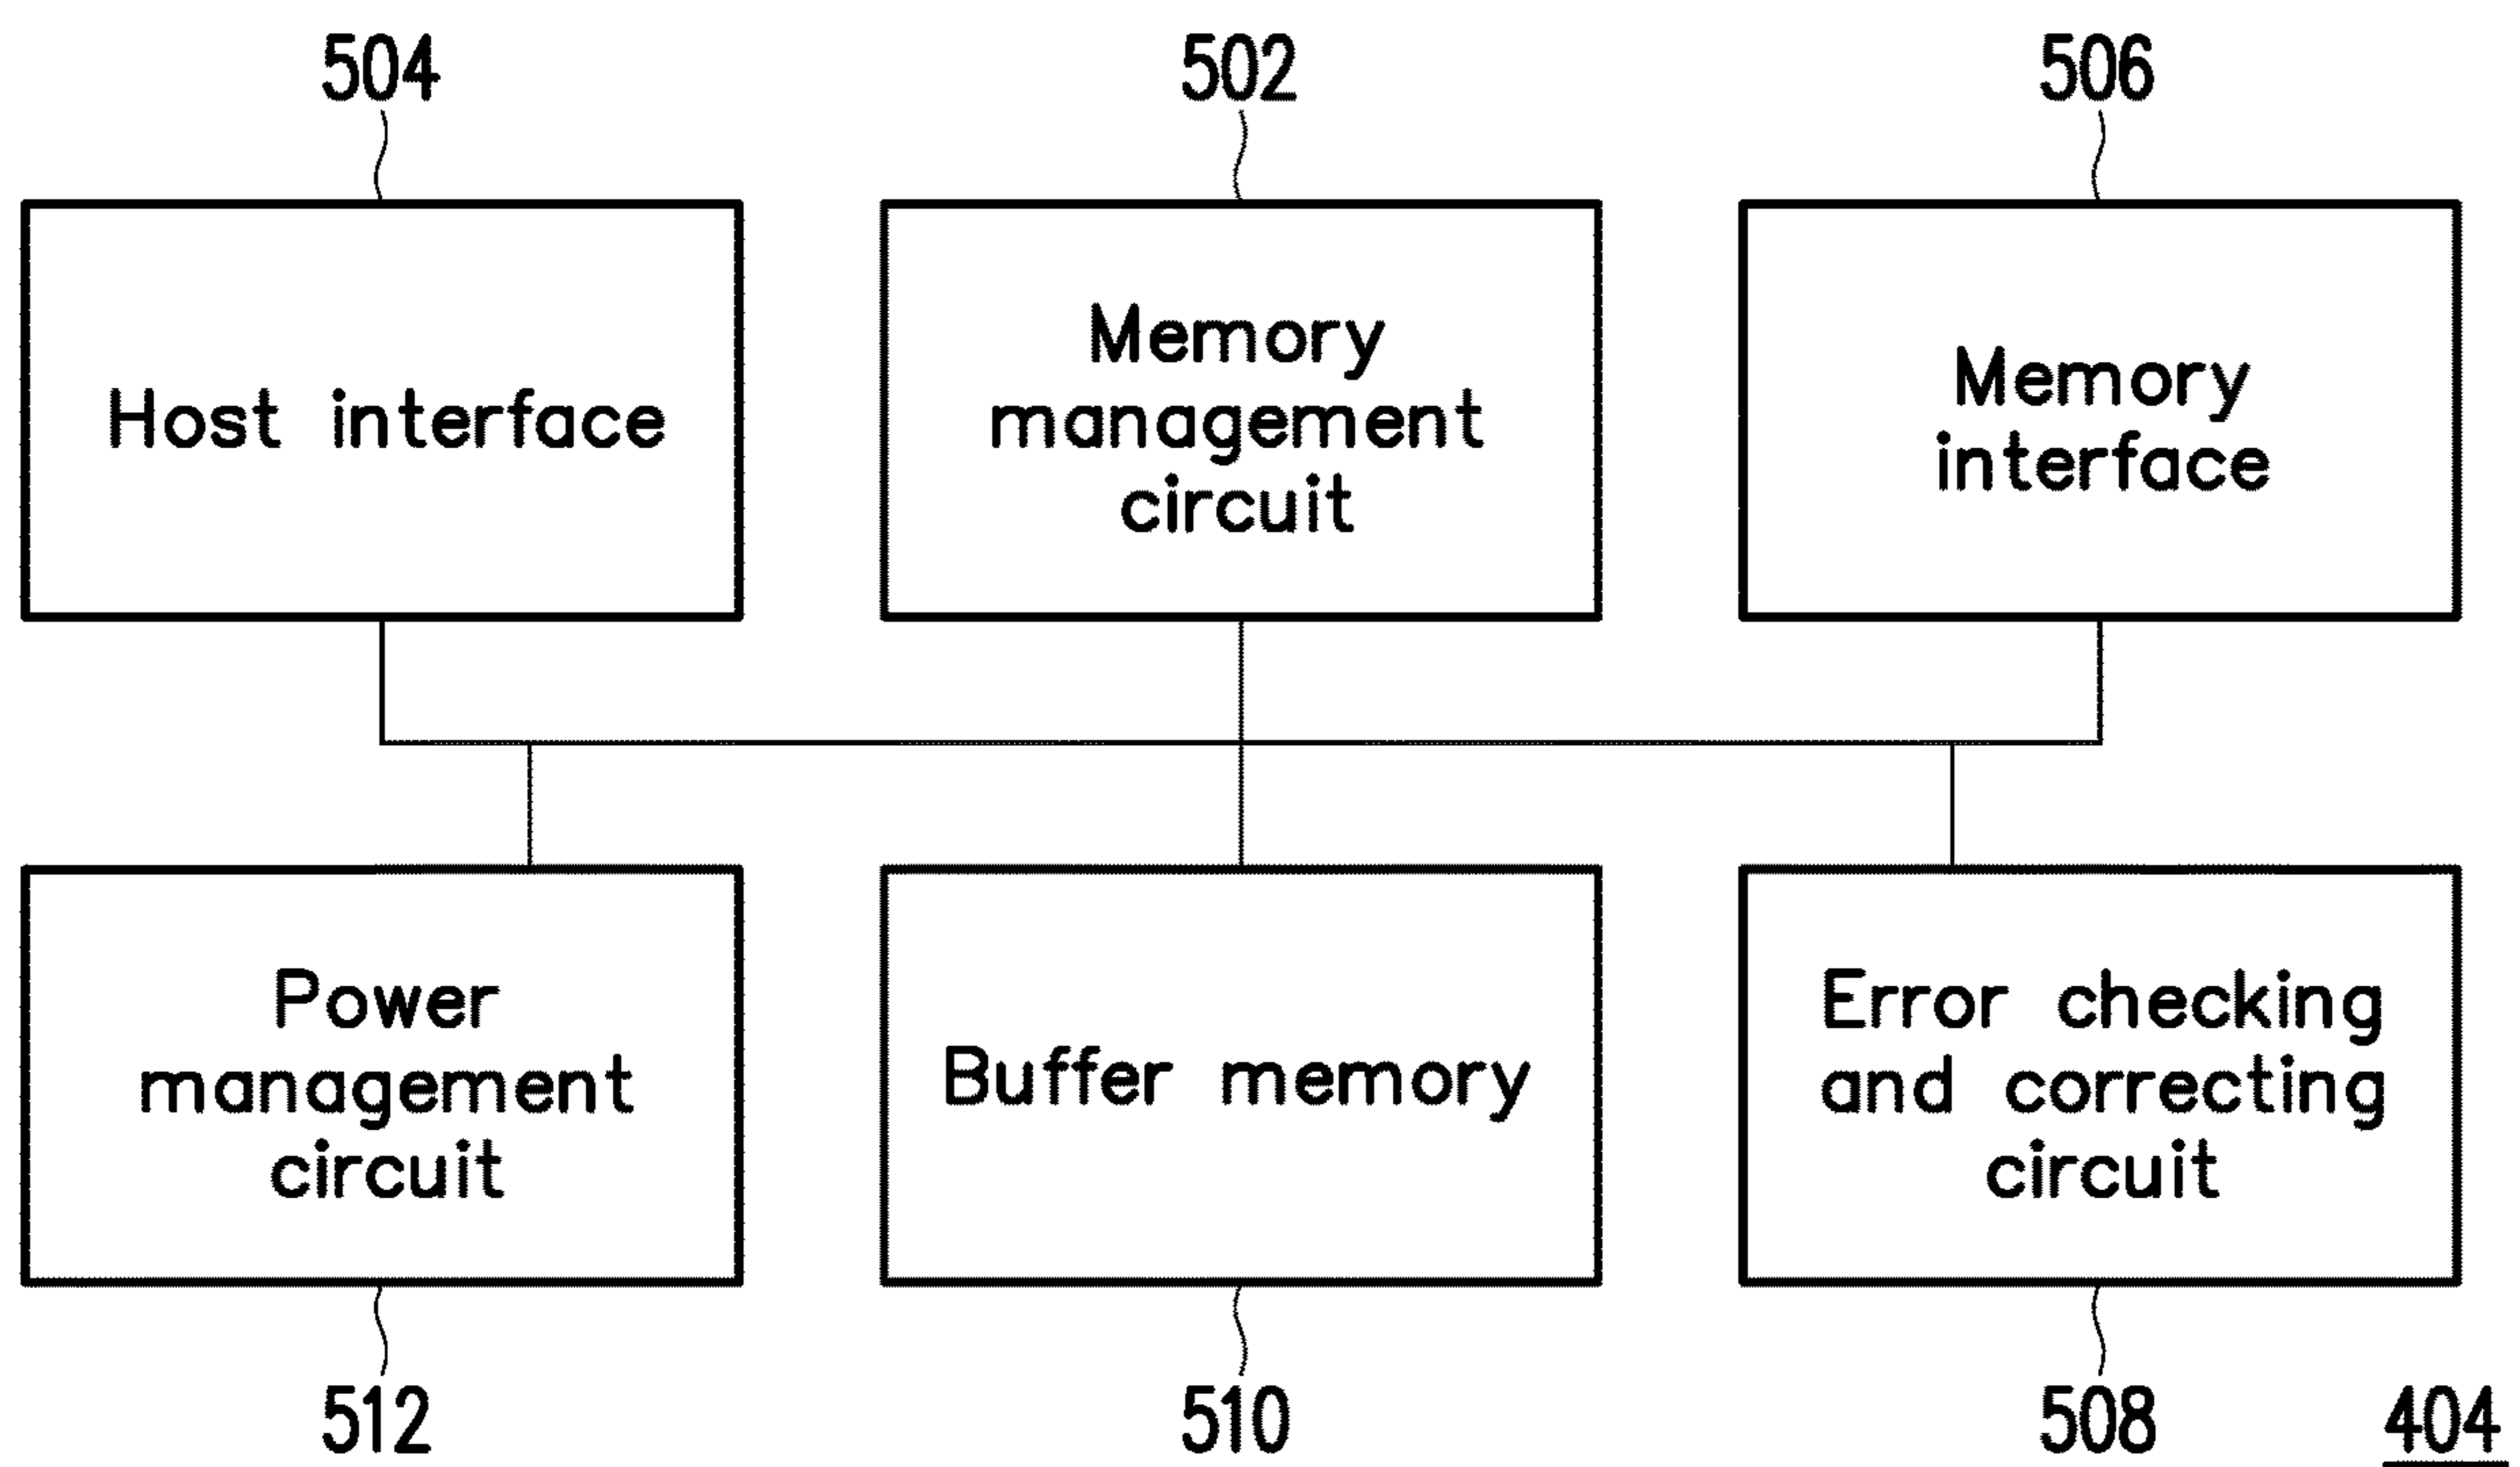 504
502
506
Host interface
Memory
management
circuit
Memory
interface
Power
management
circuit
Buffer memory
Error checking
and correcting
circuit
512
510
508
404